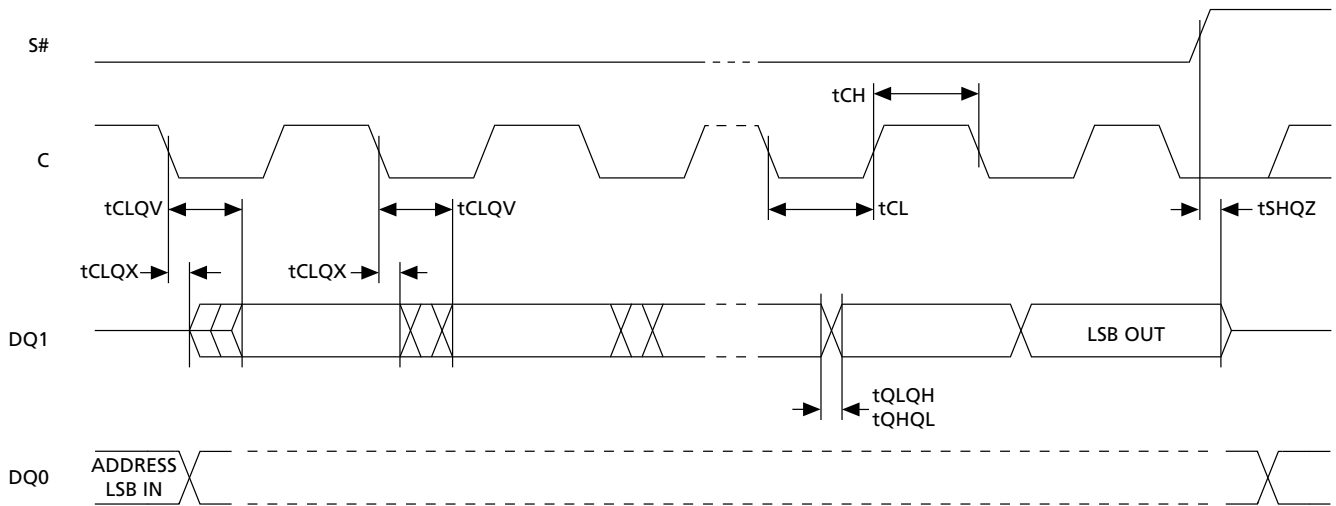 S#
tCH
C
tCLQV
tCLQV
tCL
tSHQZ
tCLQX
tCLQX
DQ1
LSB OUT
tQLQH
tQHQL
DQ0
ADDRESS
LSB IN